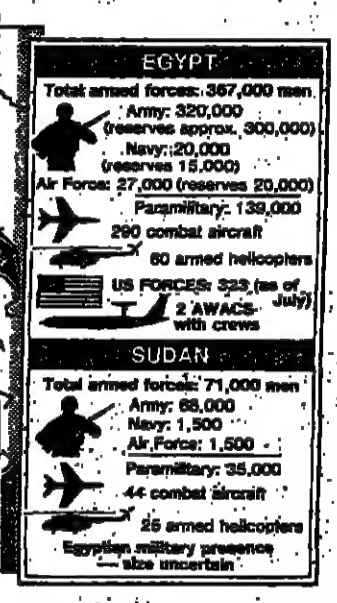 EGYPT
Total armed forces: 367,000 men
Army: 320,000
(reserves approx. 300,000)
Navy: 20,000
(reserves 15,000)
Air Force: 27,000 (reserves 20,000)
Paramilitary: 139,000
290 combat aircraft
60 armed helicopters
US FORCES: 323 (as of
July)
2 AWACS
with crews
SUDAN
Total armed forces: 71,000 men
Army: 68,000
Navy: 1,500
Air Force: 1,500
Paramilitary: 35,000
44 combat aircraft
25 armed helicopters
Egyptian military presence
— size uncertain